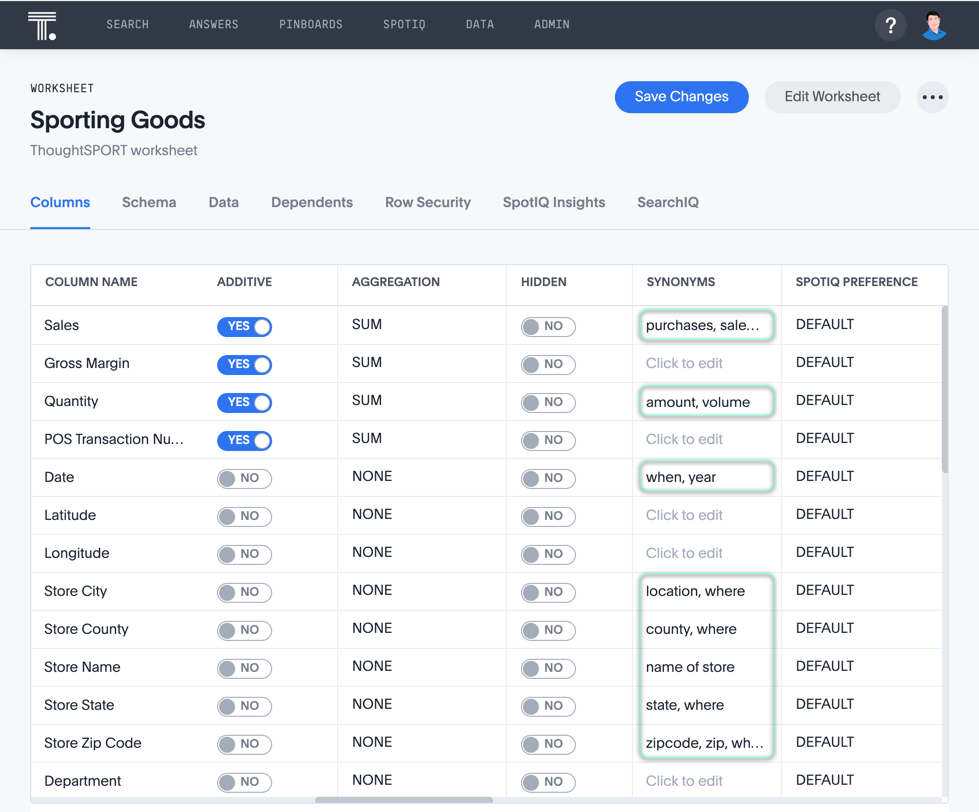 SEARCH ANSWERS PINBOARDS SPOTIQ DATA ADMIN ?
WORKSHEET
Sporting Goods
ThoughtSPORT worksheet
Save Changes Edit Worksheet
Columns Schema Data Dependents Row Security SpotIQ Insights SearchIQ
COLUMN NAME ADDITIVE AGGREGATION HIDDEN SYNONYMS SPOTIQ PREFERENCE
Sales YES SUM NO purchases, sale... DEFAULT
Gross Margin YES SUM NO Click to edit DEFAULT
Quantity YES SUM NO amount, volume DEFAULT
POS Transaction Nu... YES SUM NO Click to edit DEFAULT
Date NO NONE NO when, year DEFAULT
Latitude NO NONE NO Click to edit DEFAULT
Longitude NO NONE NO Click to edit DEFAULT
Store City NO NONE NO location, where DEFAULT
Store County NO NONE NO county, where DEFAULT
Store Name NO NONE NO name of store DEFAULT
Store State NO NONE NO state, where DEFAULT
Store Zip Code NO NONE NO zipcode, zip, wh... DEFAULT
Department NO NONE NO Click to edit DEFAULT